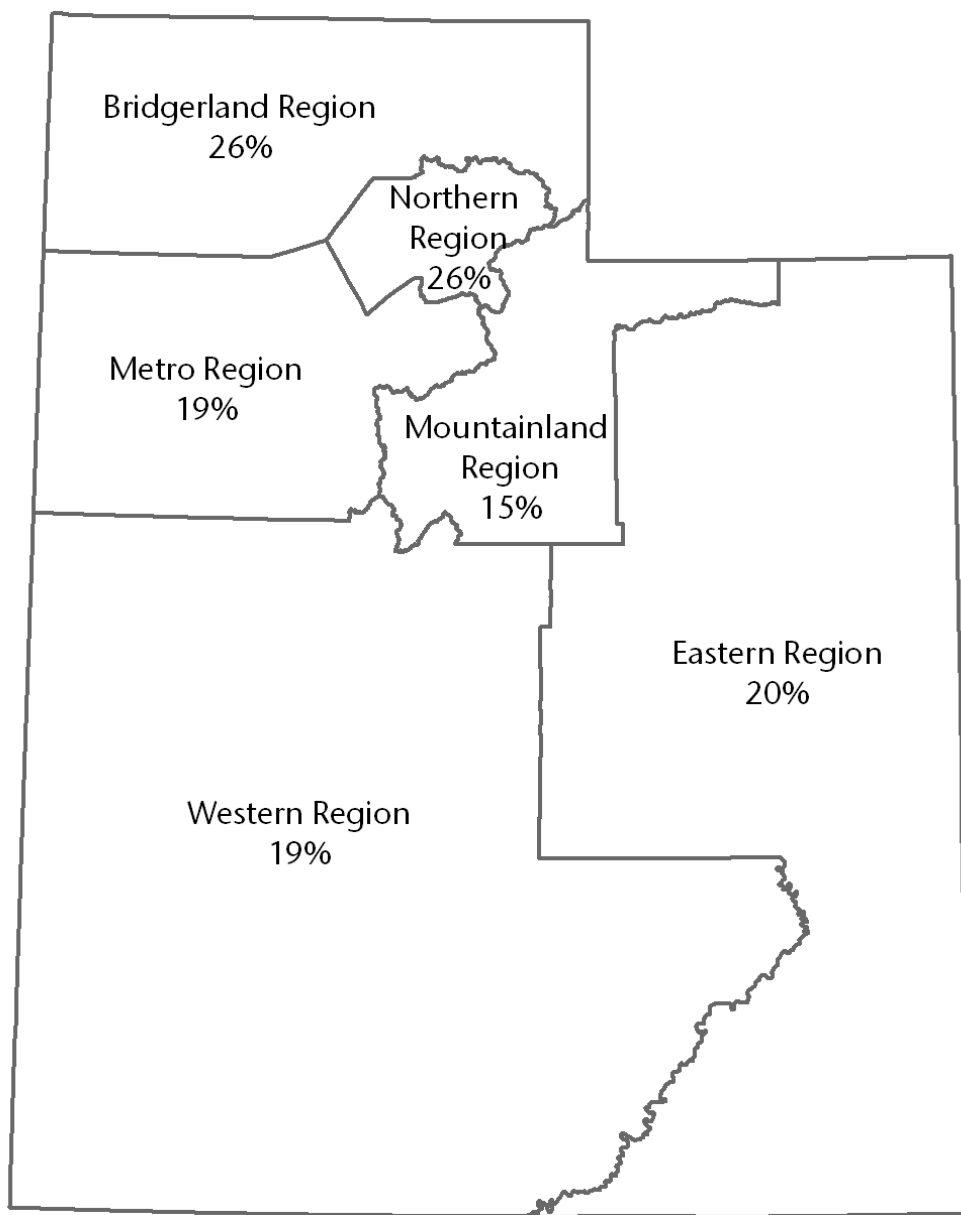 Bridgerland Region
26%
Northern
Region
26%
Metro Region
19%
Mountainland
Region
15%
Eastern Region
20%
Western Region
19%